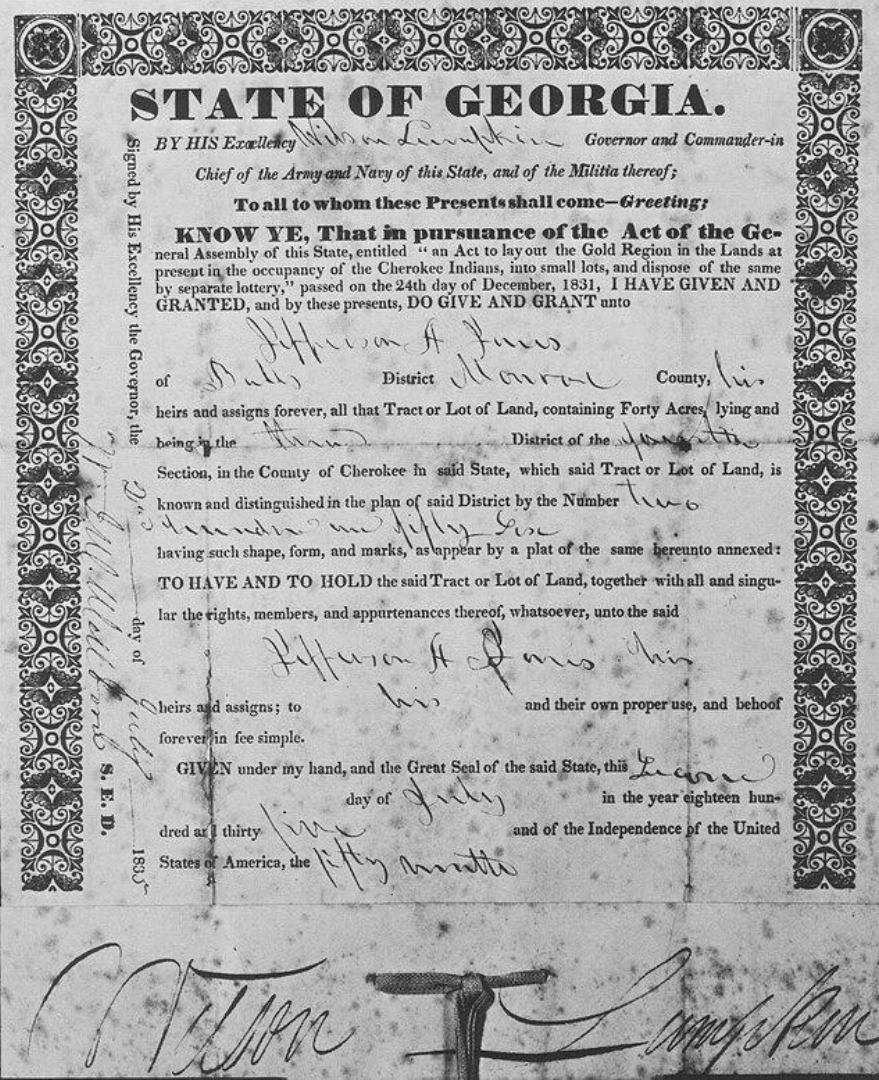 STATE OF GEORGIA.
BY HIS Excellency Wilson Lumpkin Governor and Commander-in
Chief of the Army and Navy of this State, and of the Militia thereof;
To all to whom these Presents shall come—Greeting;
KNOW YE, That in pursuance of the Act of the Ge-
neral Assembly of this State, entitled “ an Act to lay out the Gold Region in the Lands at
present in the occupancy of the Cherokee Indians, into small lots, and dispose of the same
by separate lottery,” passed on the 24th day of December, 1831, I HAVE GIVEN AND
GRANTED, and by these presents, DO GIVE AND GRANT unto
Jefferson A Jones
of District Monroe County, his
heirs and assigns forever, all that Tract or Lot of Land, containing Forty Acres, lying and
being in the third District of the fourth
Section, in the County of Cherokee in said State, which said Tract or Lot of Land, is
known and distinguished in the plan of said District by the Number two
hundred and fifty six
having such shape, form, and marks, as appear by a plat of the same hereunto annexed:
TO HAVE AND TO HOLD the said Tract or Lot of Land, together with all and singu-
lar the rights, members, and appurtenances thereof, whatsoever, unto the said
Jefferson A Jones his
heirs and assigns; to his and their own proper use, and behoof
forever in fee simple.
GIVEN under my hand, and the Great Seal of the said State, this Second
day of July in the year eighteen hun-
dred and thirty five and of the Independence of the United
States of America, the fifty ninth
Signed by His Excellency the Governor, the 2d day of July 1835
S. E. D.
Wilson Lumpkin